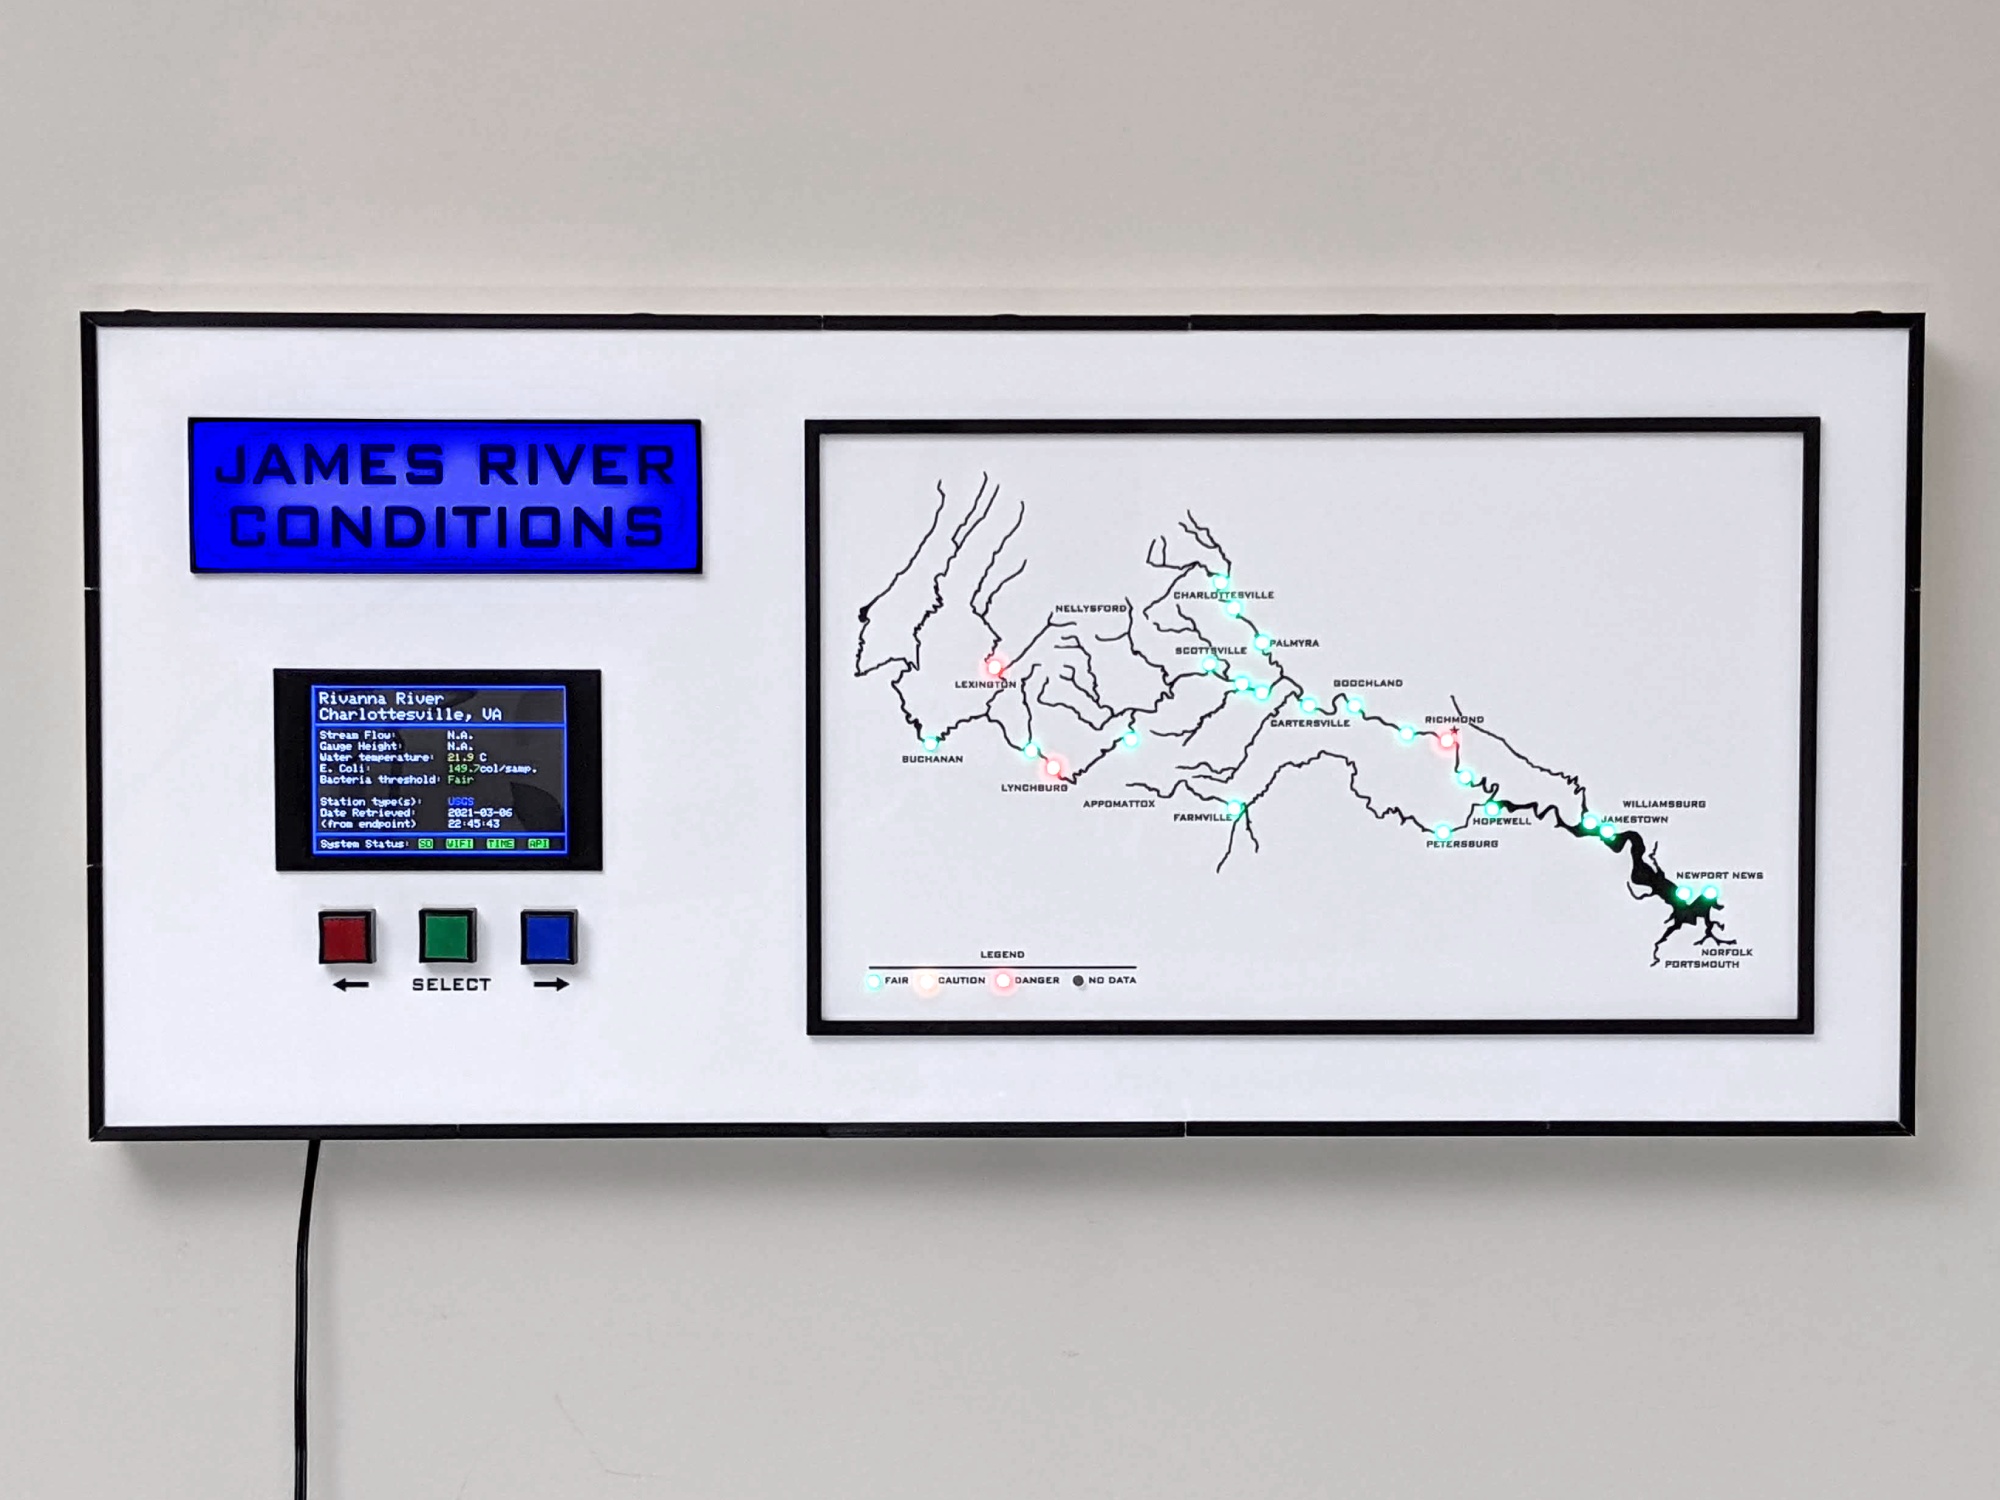 JAMES RIVER
CONDITIONS
Rivanna River
Charlottesville, VA
Stream Flow: N.A.
Gauge Height: N.A.
Water temperature: 21.9 C
E. Coli: 149.7col/samp.
Bacteria threshold: Fair
Station type(s): USGS
Date Retrieved: 2021-03-06
(from endpoint) 22:45:43
System Status: SD WIFI TIME API
← SELECT →
CHARLOTTESVILLE
NELLYSFORD
PALMYRA
SCOTTSVILLE
LEXINGTON
GOOCHLAND
CARTERSVILLE
RICHMOND
BUCHANAN
LYNCHBURG
APPOMATTOX
FARMVILLE
WILLIAMSBURG
JAMESTOWN
HOPEWELL
PETERSBURG
NEWPORT NEWS
NORFOLK
PORTSMOUTH
LEGEND
FAIR CAUTION DANGER NO DATA